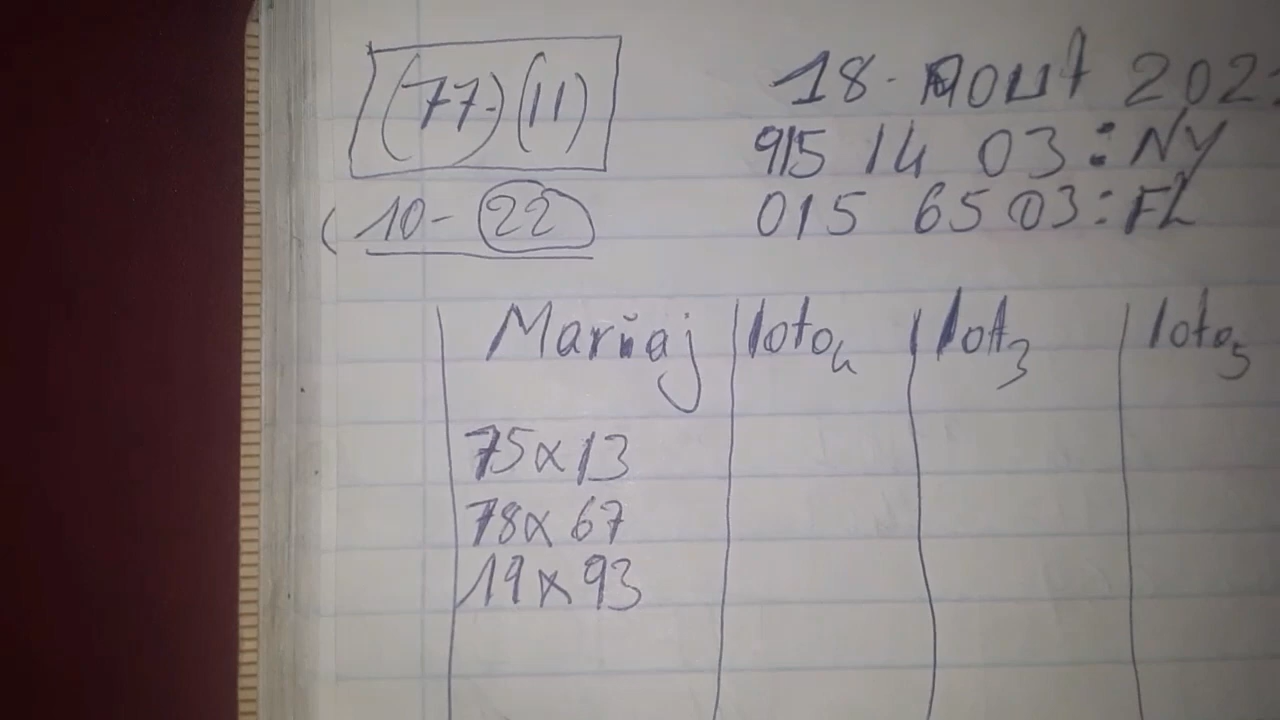 (77-)(11)
18- Aout 202
915 14 03 : NY
(10-22
015 65 03 : FL
Mariaj loto4 lot3 loto5
75x13
78x67
19x93